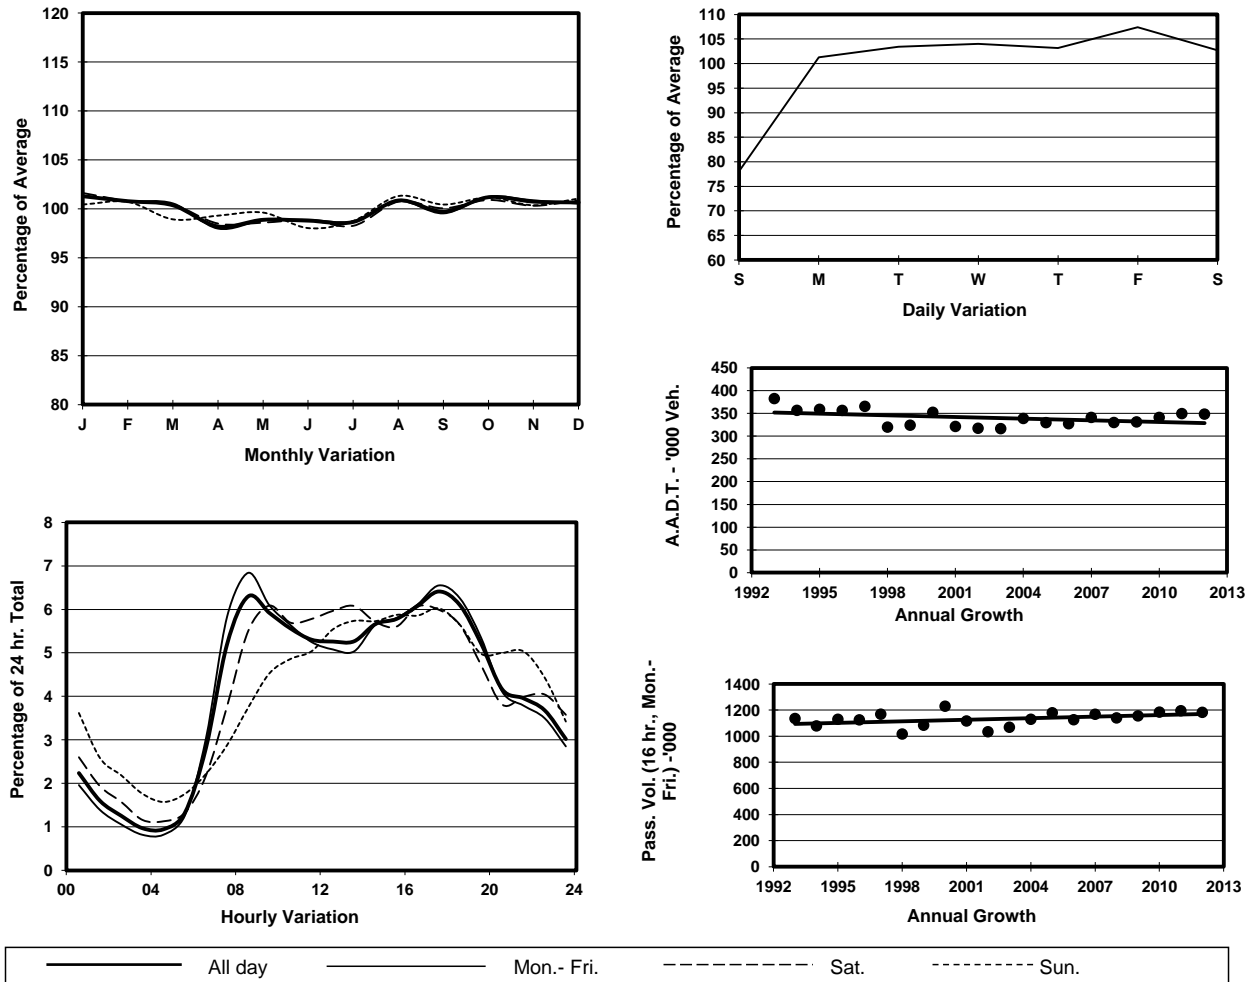 120
115
110
105
100
95
90
85
80
Percentage of Average
J F M A M J J A S O N D
Monthly Variation
110
105
100
95
90
85
80
75
70
65
60
Percentage of Average
S M T W T F S
Daily Variation
450
400
350
300
250
200
150
100
50
0
A.A.D.T. - '000 Veh.
1992 1995 1998 2001 2004 2007 2010 2013
Annual Growth
8
7
6
5
4
3
2
1
0
Percentage of 24 hr. Total
00 04 08 12 16 20 24
Hourly Variation
1400
1200
1000
800
600
400
200
0
Pass. Vol. (16 hr., Mon.-
Fri.) -'000
1992 1995 1998 2001 2004 2007 2010 2013
Annual Growth
All day Mon.- Fri. Sat. Sun.